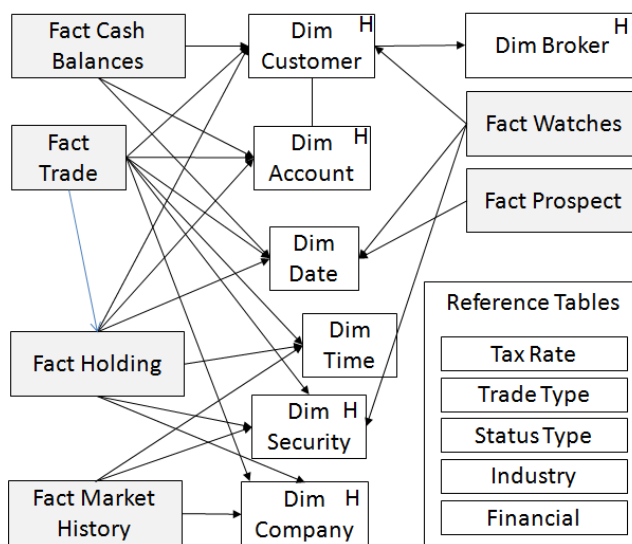 Fact Cash
Balances
Dim H
Customer
Dim Broker H
Fact
Trade
Dim H
Account
Fact Watches
Fact Prospect
Dim
Date
Reference Tables
Fact Holding
Dim
Time
Tax Rate
Trade Type
Dim H
Security
Status Type
Industry
Fact Market
History
Dim H
Company
Financial